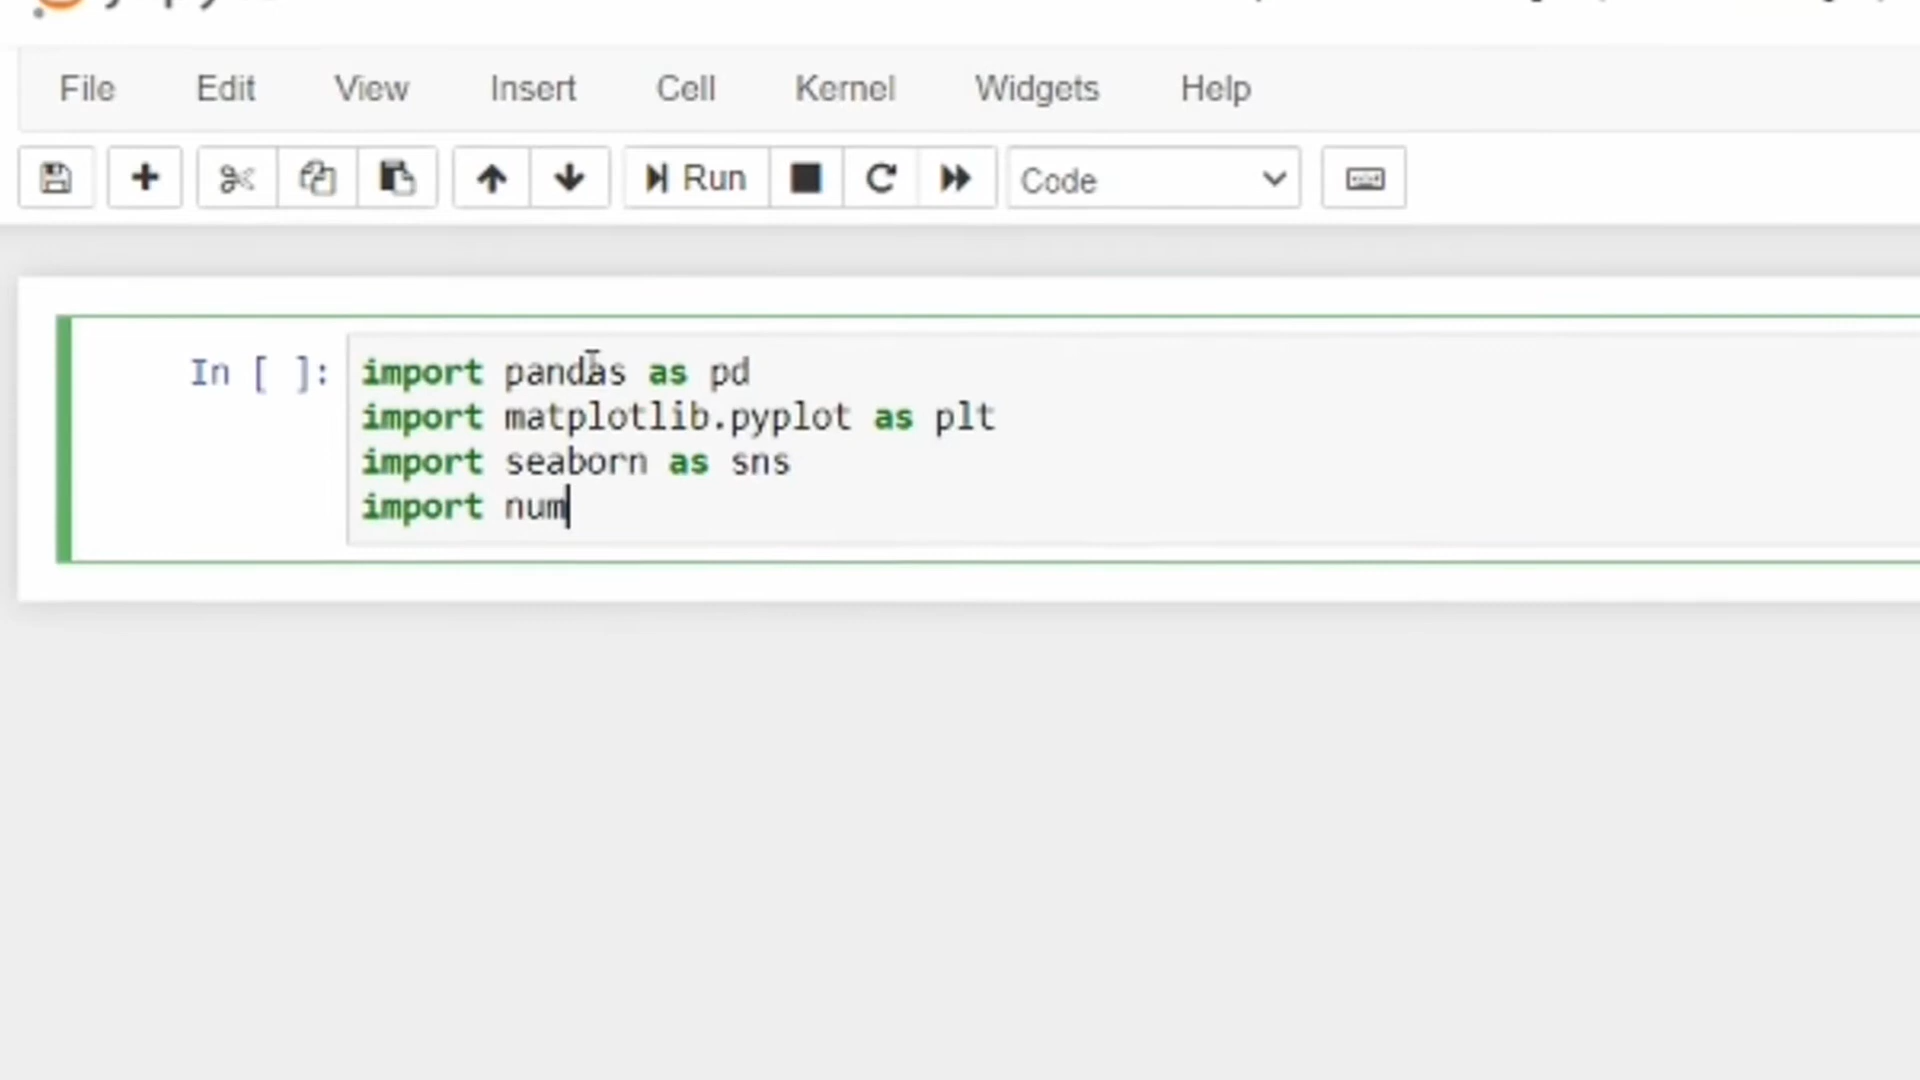 File Edit View Insert Cell Kernel Widgets Help
Run Code
In [ ]: import pandas as pd
import matplotlib.pyplot as plt
import seaborn as sns
import num